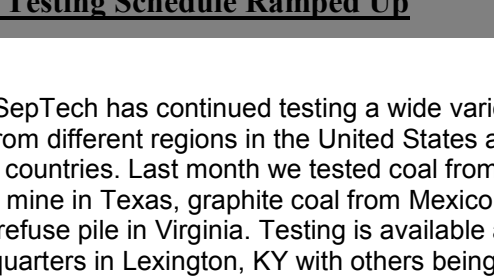 Testing Schedule Ramped Up
SepTech has continued testing a wide vari
rom different regions in the United States a
countries. Last month we tested coal from
mine in Texas, graphite coal from Mexico
refuse pile in Virginia. Testing is available a
quarters in Lexington, KY with others being